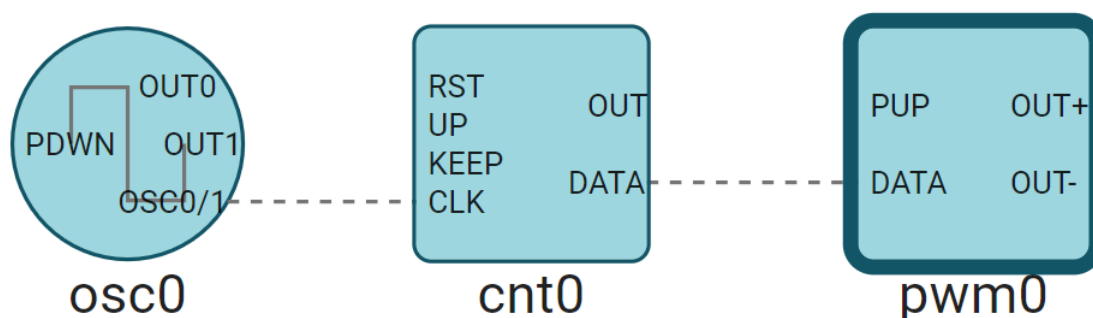 OUT0
PDWN
OUT1
OSC0/1
osc0
RST
UP
KEEP
CLK
OUT
DATA
cnt0
PUP
OUT+
DATA
OUT-
pwm0